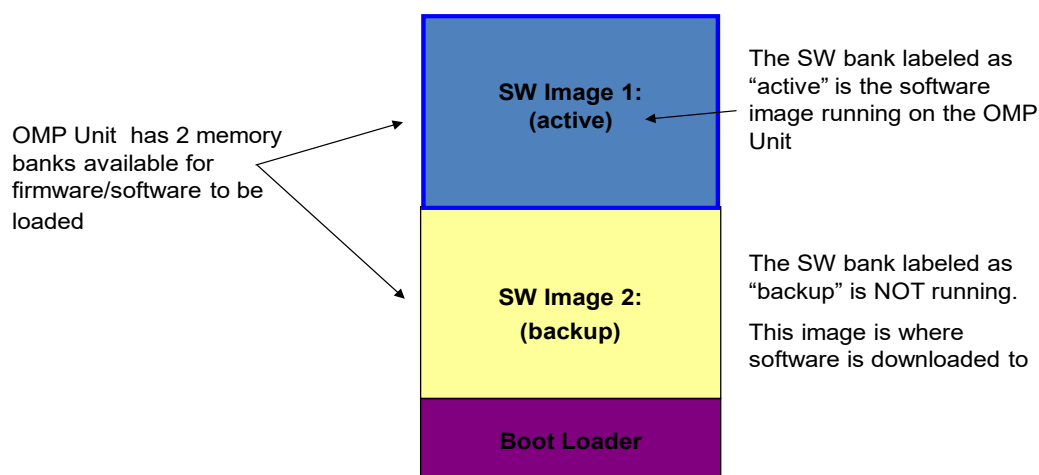 OMP Unit has 2 memory
banks available for
firmware/software to be
loaded
SW Image 1:
(active)
The SW bank labeled as
“active” is the software
image running on the OMP
Unit
SW Image 2:
(backup)
The SW bank labeled as
“backup” is NOT running.
This image is where
software is downloaded to
Boot Loader